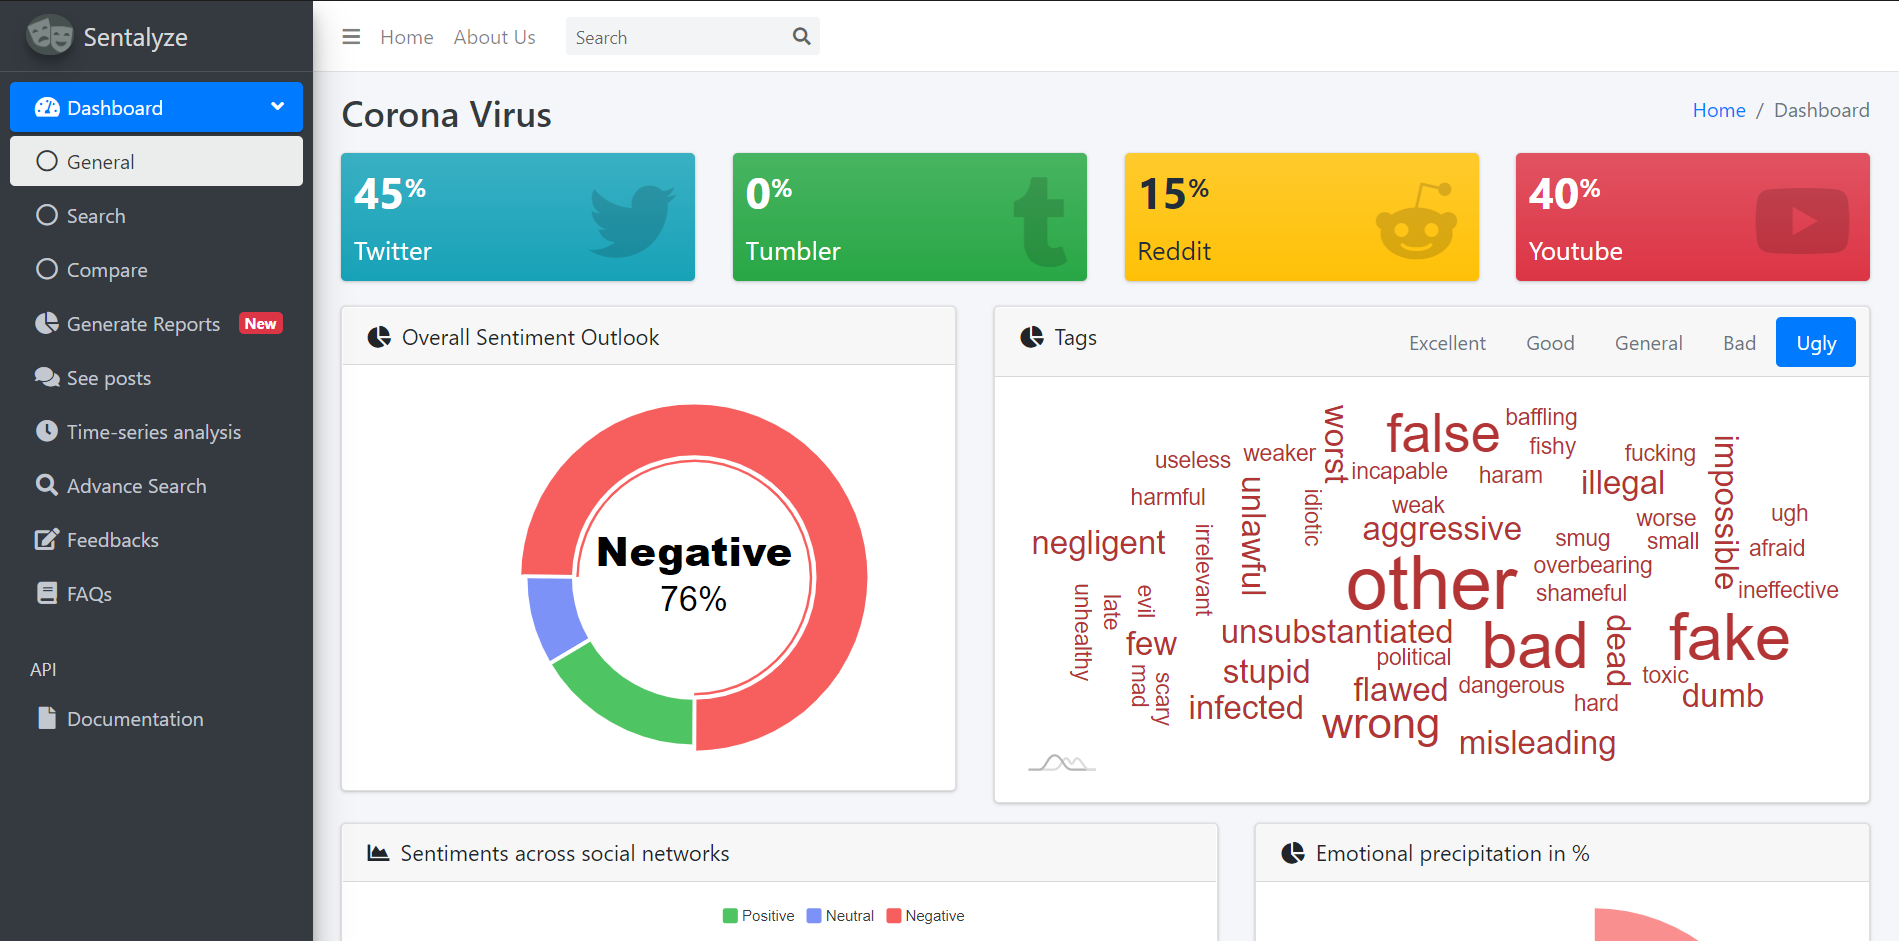 Sentalyze
Home About Us Search
Dashboard
General
Search
Compare
Generate Reports New
See posts
Time-series analysis
Advance Search
Feedbacks
FAQs
API
Documentation
Corona Virus
Home / Dashboard
45%
Twitter
0%
Tumbler
15%
Reddit
40%
Youtube
Overall Sentiment Outlook
Negative
76%
Tags
Excellent Good General Bad Ugly
worst
false
baffling
fishy
useless
weaker
incapable
haram
fucking
illegal
impossible
harmful
unlawful
idiotic
weak
aggressive
worse
ugh
negligent
irrelevant
smug
small
afraid
other
overbearing
shameful
ineffective
unhealthy
late
evil
few
unsubstantiated
political
bad
dead
fake
mad
scary
stupid
flawed
dangerous
toxic
hard
dumb
infected
wrong
misleading
Sentiments across social networks
Positive Neutral Negative
Emotional precipitation in %